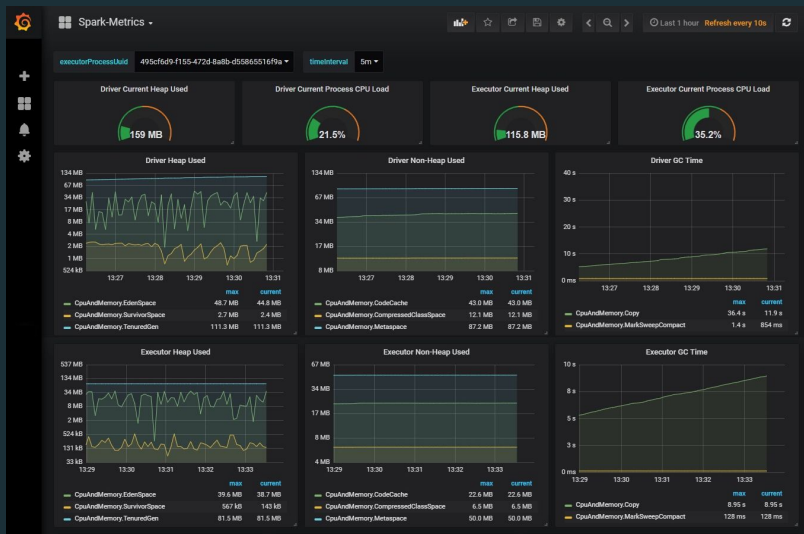 Spark-Metrics
Last 1 hour Refresh every 10s
executorProcessUuid 495cf6d9-f155-472d-8a8b-d55865516f9a timeInterval 5m
Driver Current Heap Used
159 MB
Driver Current Process CPU Load
21.5%
Executor Current Heap Used
115.8 MB
Executor Current Process CPU Load
35.2%
Driver Heap Used
134 MB
67 MB
34 MB
17 MB
8 MB
4 MB
2 MB
1 MB
524 kB
13:27 13:28 13:29 13:30 13:31
max current
CpuAndMemory.EdenSpace 48.7 MB 44.8 MB
CpuAndMemory.SurvivorSpace 2.7 MB 2.4 MB
CpuAndMemory.TenuredGen 111.3 MB 111.3 MB
Driver Non-Heap Used
134 MB
67 MB
34 MB
17 MB
8 MB
13:27 13:28 13:29 13:30 13:31
max current
CpuAndMemory.CodeCache 43.0 MB 43.0 MB
CpuAndMemory.CompressedClassSpace 12.1 MB 12.1 MB
CpuAndMemory.Metaspace 87.2 MB 87.2 MB
Driver GC Time
40 s
30 s
20 s
10 s
0 ms
13:27 13:28 13:29 13:30 13:31
max current
CpuAndMemory.Copy 36.4 s 11.9 s
CpuAndMemory.MarkSweepCompact 1.4 s 854 ms
Executor Heap Used
537 MB
134 MB
34 MB
8 MB
2 MB
524 kB
131 kB
33 kB
13:29 13:30 13:31 13:32 13:33
max current
CpuAndMemory.EdenSpace 39.6 MB 38.7 MB
CpuAndMemory.SurvivorSpace 567 kB 143 kB
CpuAndMemory.TenuredGen 81.5 MB 81.5 MB
Executor Non-Heap Used
67 MB
34 MB
17 MB
8 MB
4 MB
13:29 13:30 13:31 13:32 13:33
max current
CpuAndMemory.CodeCache 22.6 MB 22.6 MB
CpuAndMemory.CompressedClassSpace 6.5 MB 6.5 MB
CpuAndMemory.Metaspace 50.0 MB 50.0 MB
Executor GC Time
10 s
8 s
5 s
3 s
0 ms
13:29 13:30 13:31 13:32 13:33
max current
CpuAndMemory.Copy 8.95 s 8.95 s
CpuAndMemory.MarkSweepCompact 128 ms 128 ms